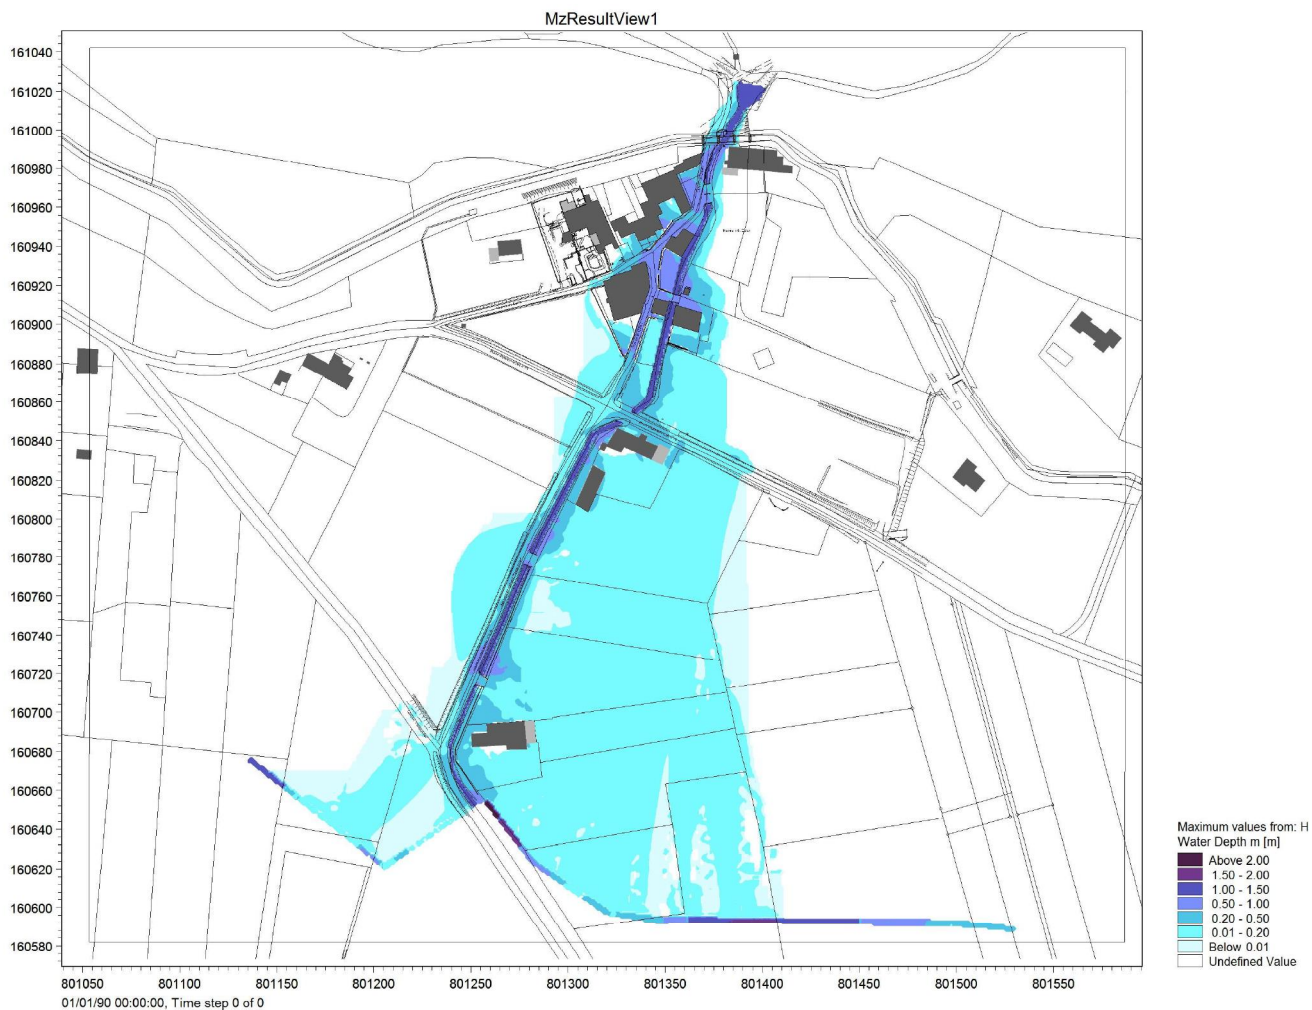 MzResultView1
161040
161020
161000
160980
160960
160940
160920
160900
160880
160860
160840
160820
160800
160780
160760
160740
160720
160700
160680
160660
160640
160620
160600
160580
801050 801100 801150 801200 801250 801300 801350 801400 801450 801500 801550
01/01/90 00:00:00, Time step 0 of 0
Maximum values from: H
Water Depth m [m]
Above 2.00
1.50 - 2.00
1.00 - 1.50
0.50 - 1.00
0.20 - 0.50
0.01 - 0.20
Below 0.01
Undefined Value